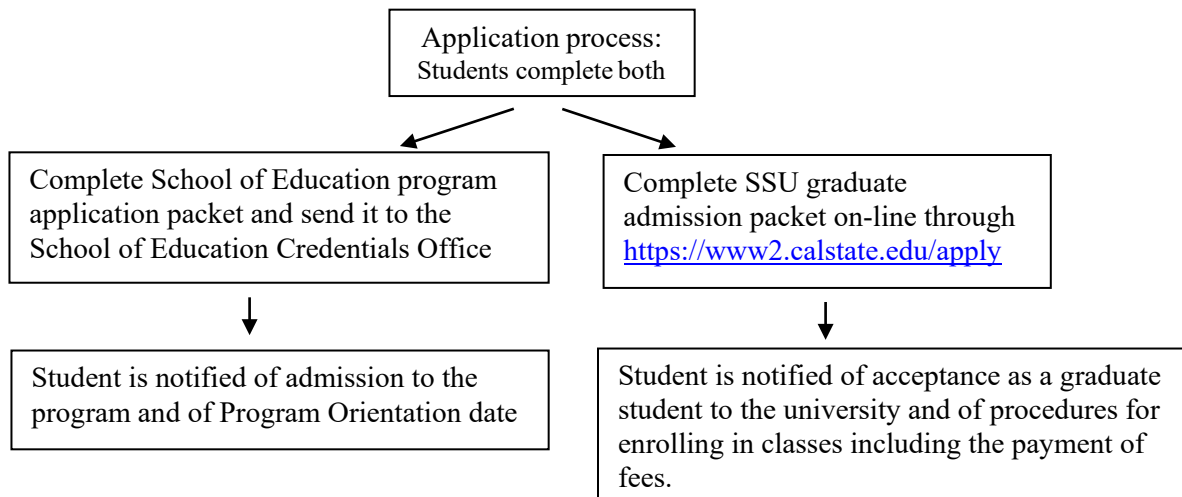 Application process:
Students complete both
Complete School of Education program
application packet and send it to the
School of Education Credentials Office
Complete SSU graduate
admission packet on-line through
https://www2.calstate.edu/apply
Student is notified of admission to the
program and of Program Orientation date
Student is notified of acceptance as a graduate
student to the university and of procedures for
enrolling in classes including the payment of
fees.